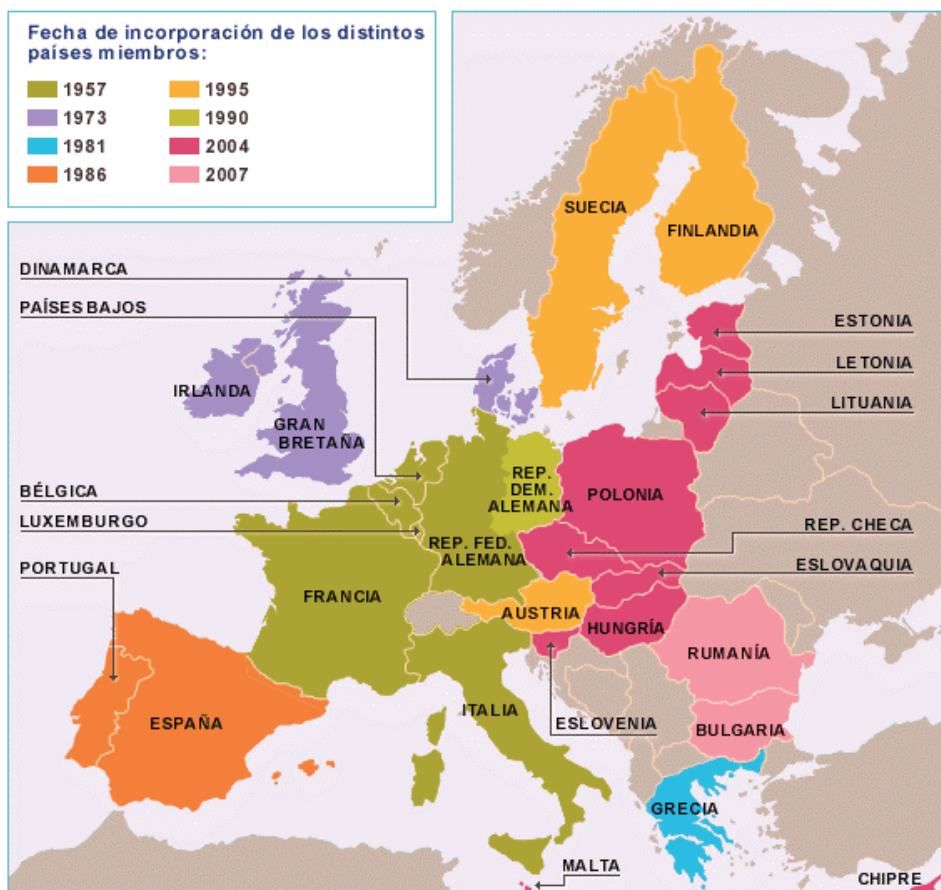 Fecha de incorporación de los distintos
países miembros:
1957
1995
1973
1990
1981
2004
1986
2007
SUECIA
FINLANDIA
DINAMARCA
PAÍSES BAJOS
ESTONIA
LETONIA
IRLANDA
LITUANIA
GRAN
BRETAÑA
REP.
DEM.
ALEMANA
POLONIA
BÉLGICA
LUXEMBURGO
REP. CHECA
REP. FED.
ALEMANA
ESLOVAQUIA
PORTUGAL
FRANCIA
AUSTRIA
HUNGRÍA
RUMANÍA
ITALIA
ESPAÑA
ESLOVENIA
BULGARIA
GRECIA
MALTA
CHIPRE